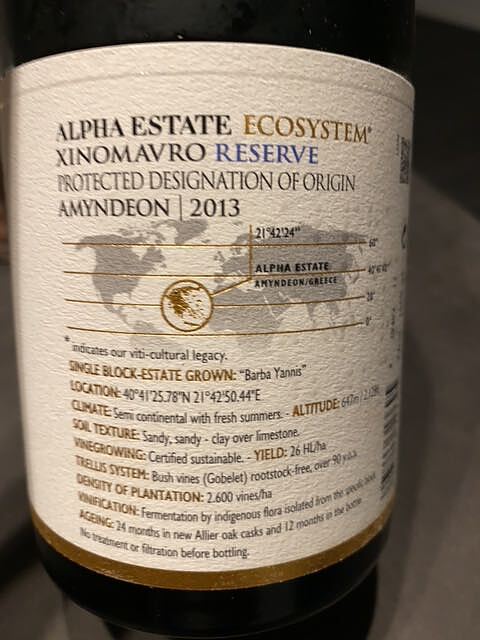 ALPHA ESTATE ECOSYSTEM*
XINOMAVRO RESERVE
PROTECTED DESIGNATION OF ORIGIN
AMYNDEON | 2013
21°42'24"
60°
ALPHA ESTATE
AMYNDEON/GREECE
20°
0°
* indicates our viti-cultural legacy.
SINGLE BLOCK-ESTATE GROWN: "Barba Yannis"
LOCATION: 40°41'25.78"N 21°42'50.44"E
CLIMATE: Semi continental with fresh summers. - ALTITUDE: 647m
SOIL TEXTURE: Sandy, sandy - clay over limestone.
VINEGROWING: Certified sustainable. - YIELD: 26 HL/ha
TRELLIS SYSTEM: Bush vines (Gobelet) rootstock-free, over 90 y.o.
DENSITY OF PLANTATION: 2.600 vines/ha
VINIFICATION: Fermentation by indigenous flora isolated from the specific block
AGEING: 24 months in new Allier oak casks and 12 months in the bottle
No treatment or filtration before bottling.